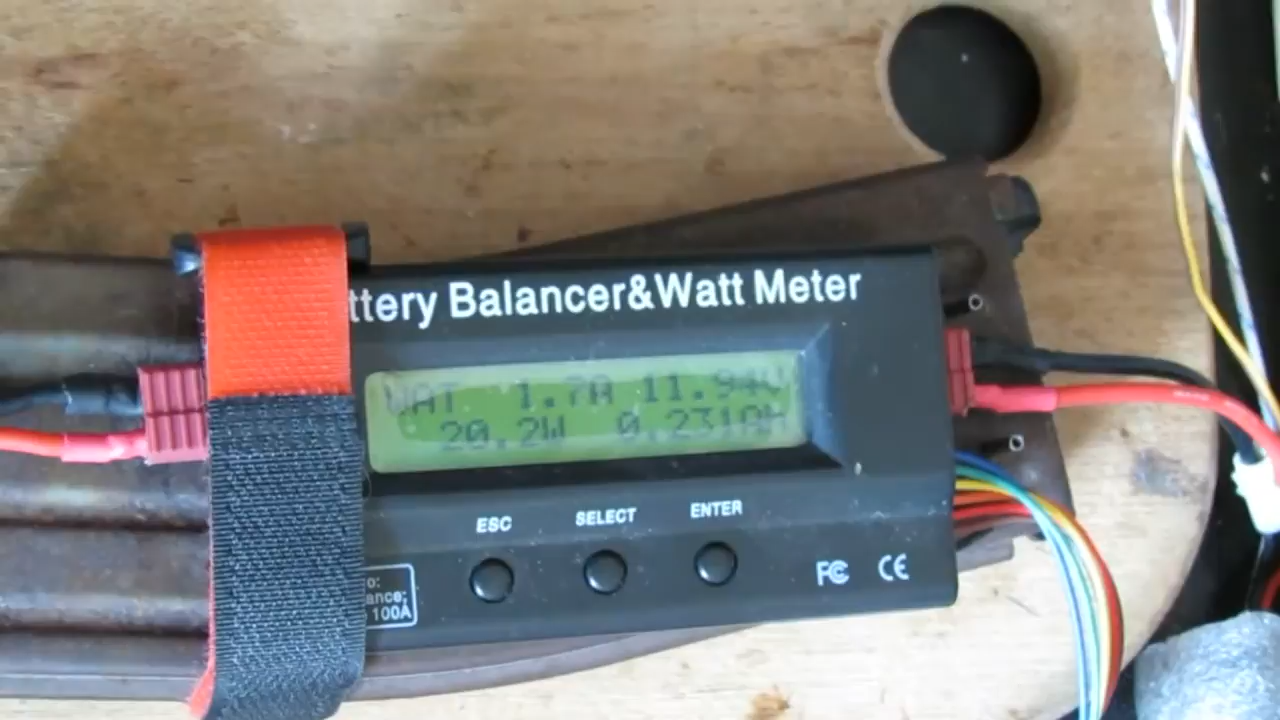 ttery Balancer&Watt Meter
WAT 1.7A 11.94V
20.2W 0.231AH
ESC SELECT ENTER
o:
ance;
100A
FC CE